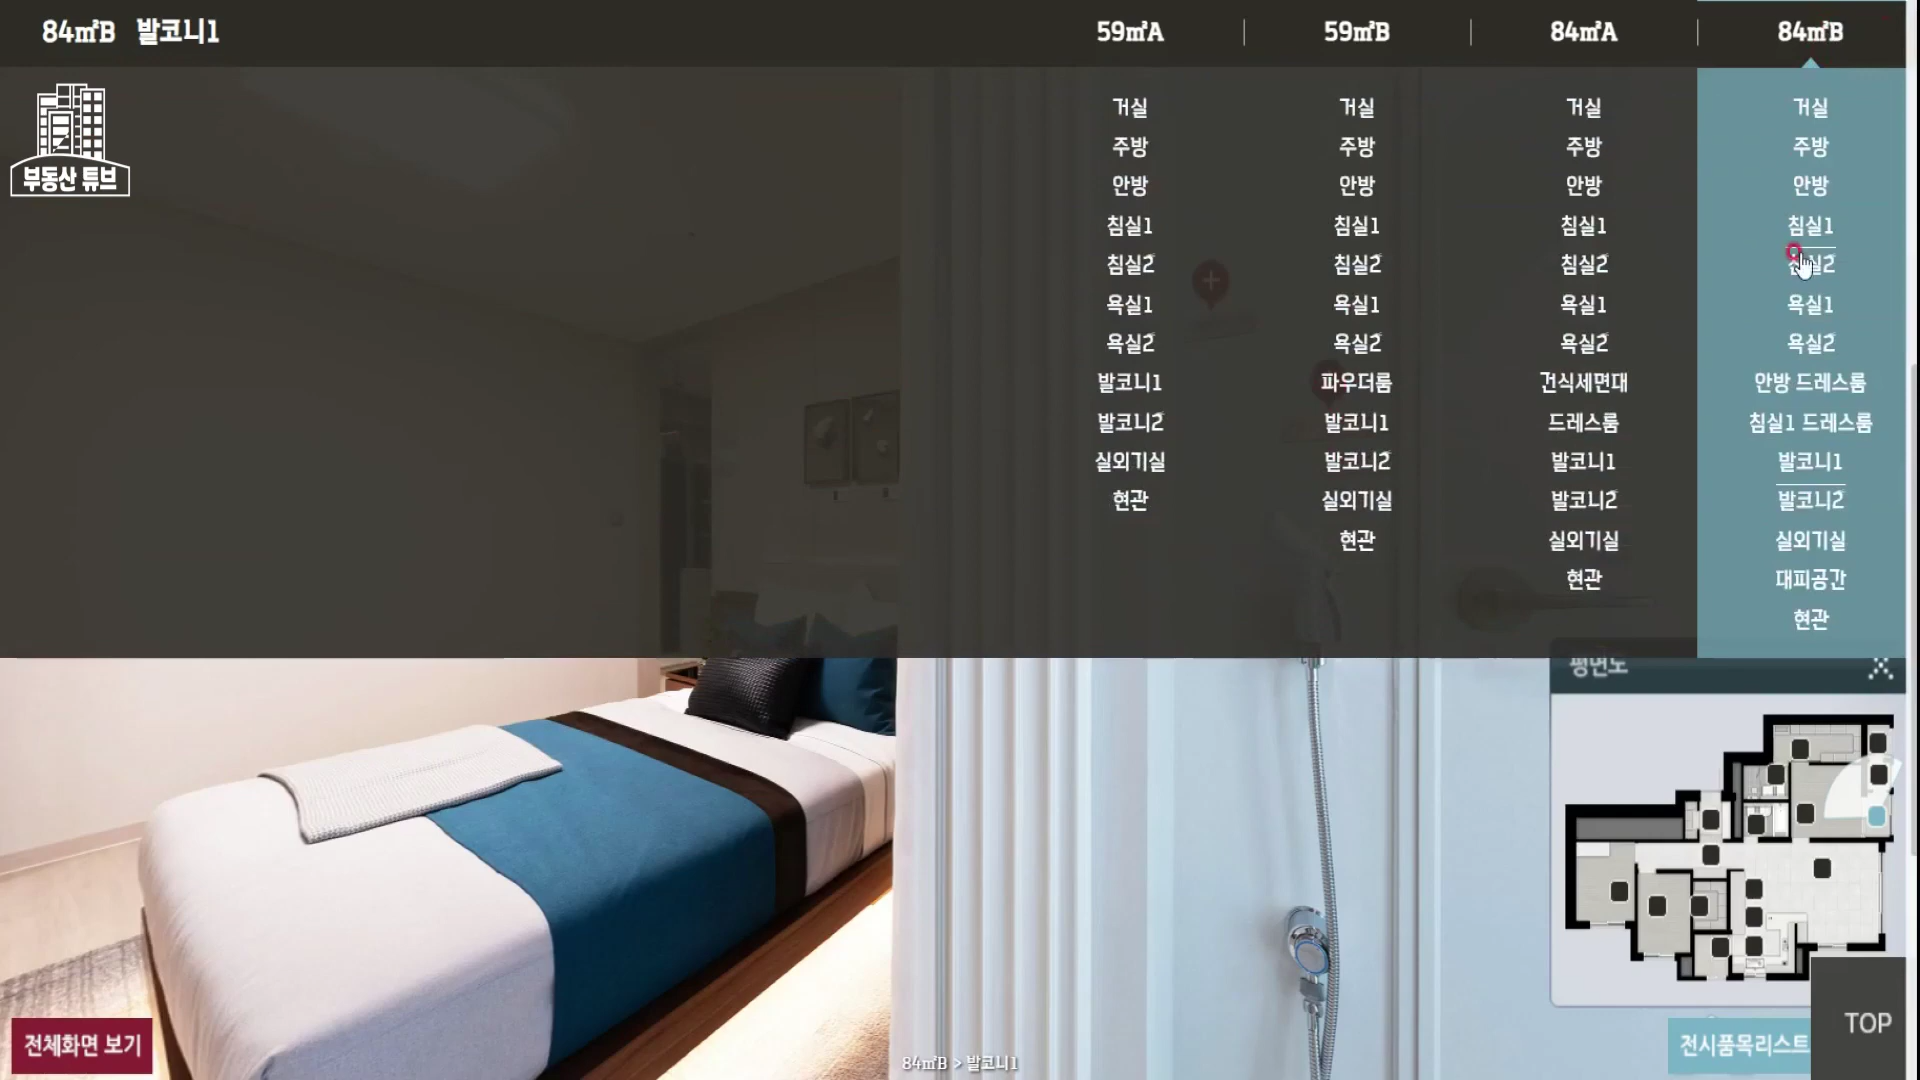 84㎡B 발코니1
59㎡A
59㎡B
84㎡A
84㎡B
부동산 튜브
거실
주방
안방
침실1
침실2
욕실1
욕실2
발코니1
발코니2
실외기실
현관
거실
주방
안방
침실1
침실2
욕실1
욕실2
파우더룸
발코니1
발코니2
실외기실
현관
거실
주방
안방
침실1
침실2
욕실1
욕실2
건식세면대
드레스룸
발코니1
발코니2
실외기실
현관
거실
주방
안방
침실1
침실2
욕실1
욕실2
안방 드레스룸
침실1 드레스룸
발코니1
발코니2
실외기실
대피공간
현관
평면도
TOP
전체화면 보기
전시품목리스트
84㎡B > 발코니1